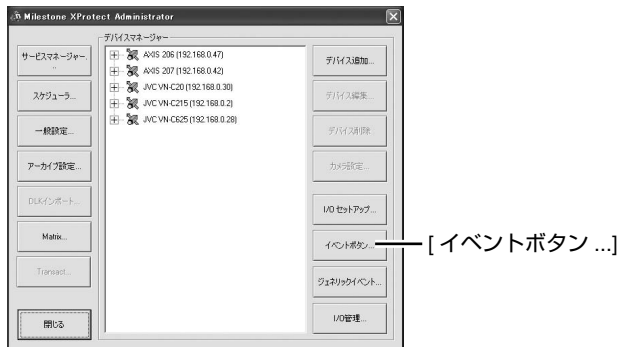 Milestone XProtect Administrator
デバイスマネージャー
サービスマネージャー...
スケジューラ...
一般設定...
アーカイブ設定...
DLKインポート...
Matrix...
Transact...
閉じる
AXIS 206 (192.168.0.47)
AXIS 207 (192.168.0.42)
JVC VN-C20 (192.168.0.30)
JVC VN-C215 (192.168.0.2)
JVC VN-C625 (192.168.0.28)
デバイス追加...
デバイス編集...
デバイス削除
カメラ設定...
I/O セットアップ...
イベントボタン...
ジェネリックイベント...
I/O管理...
[ イベントボタン ...]